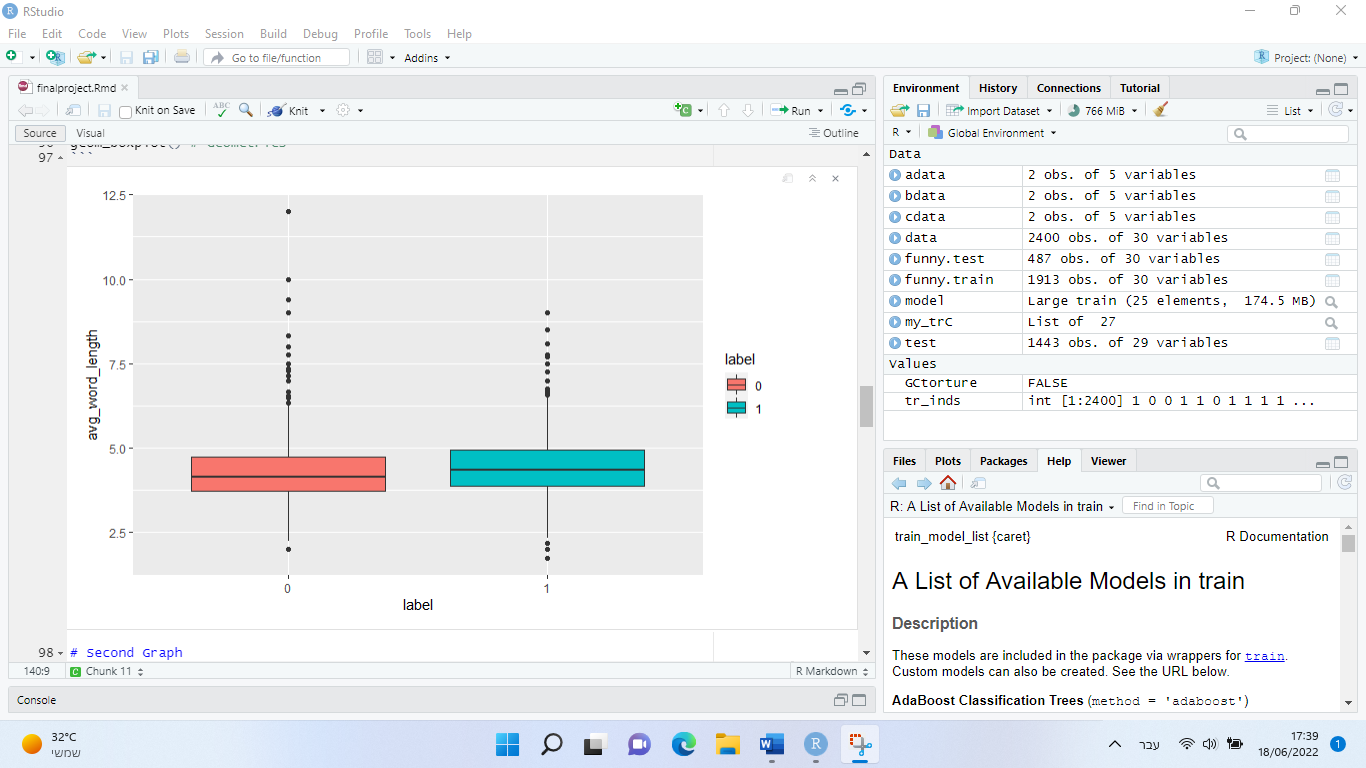 RStudio
File Edit Code View Plots Session Build Debug Profile Tools Help
Go to file/function Addins Project: (None)
finalproject.Rmd
Knit on Save ABC Knit Run
Source Visual Outline
97 ```
12.5
10.0
7.5
5.0
2.5
avg_word_length
0 1
label
label
0
1
98 # Second Graph
140:9 C Chunk 11 R Markdown
Console
Environment History Connections Tutorial
Import Dataset 766 MiB List
R Global Environment
Data
adata 2 obs. of 5 variables
bdata 2 obs. of 5 variables
cdata 2 obs. of 5 variables
data 2400 obs. of 30 variables
funny.test 487 obs. of 30 variables
funny.train 1913 obs. of 30 variables
model Large train (25 elements, 174.5 MB)
my_trC List of 27
test 1443 obs. of 29 variables
Values
GCtorture FALSE
tr_inds int [1:2400] 1 0 0 1 1 0 1 1 1 1 ...
Files Plots Packages Help Viewer
R: A List of Available Models in train Find in Topic
train_model_list {caret} R Documentation
A List of Available Models in train
Description
These models are included in the package via wrappers for train.
Custom models can also be created. See the URL below.
AdaBoost Classification Trees (method = 'adaboost')
32°C
שמשי
עבר
17:39
18/06/2022
1